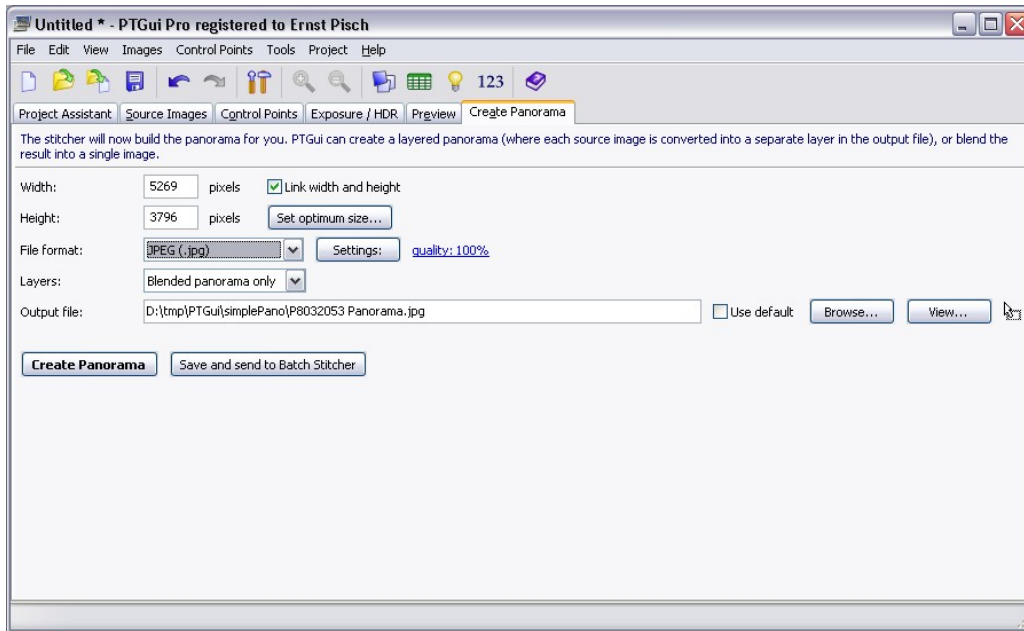 Untitled * - PTGui Pro registered to Ernst Pisch
File Edit View Images Control Points Tools Project Help
123
Project Assistant Source Images Control Points Exposure / HDR Preview Create Panorama
The stitcher will now build the panorama for you. PTGui can create a layered panorama (where each source image is converted into a separate layer in the output file), or blend the
result into a single image.
Width: 5269 pixels Link width and height
Height: 3796 pixels Set optimum size...
File format: JPEG (.jpg) Settings: quality: 100%
Layers: Blended panorama only
Output file: D:\tmp\PTGui\simplePano\P8032053 Panorama.jpg Use default Browse... View...
Create Panorama Save and send to Batch Stitcher